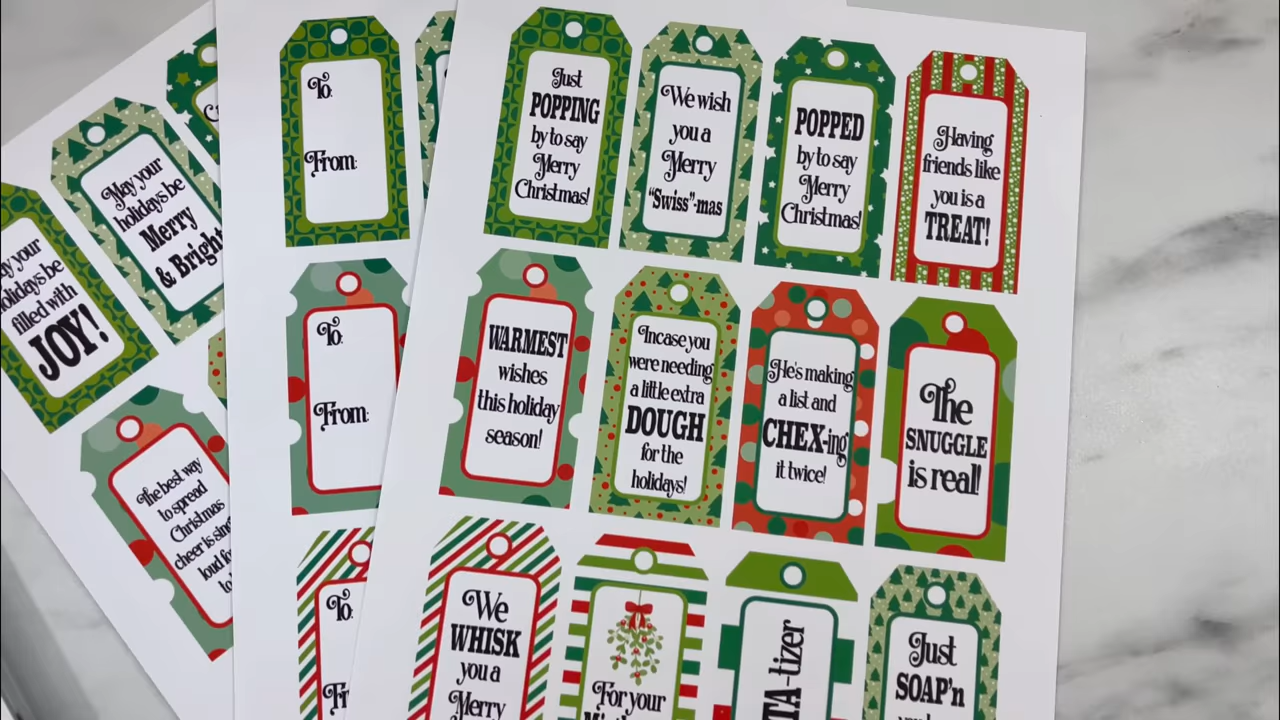 May your
holidays be
filled with
JOY!
May your
holidays be
Merry
& Bright
The best way
to spread
Christmas
cheer is
loud
To:
From:
To:
From:
To:
Just
POPPING
by to say
Merry
Christmas!
We wish
you a
Merry
"Swiss"-mas
POPPED
by to say
Merry
Christmas!
Having
friends like
you is a
TREAT!
WARMEST
wishes
this holiday
season!
Incase you
were needing
a little extra
DOUGH
for the
holidays!
He's making
a list and
CHEX-ing
it twice!
The
SNUGGLE
is real!
We
WHISK
you a
Merry
For your
TA-tizer
Just
SOAP'n